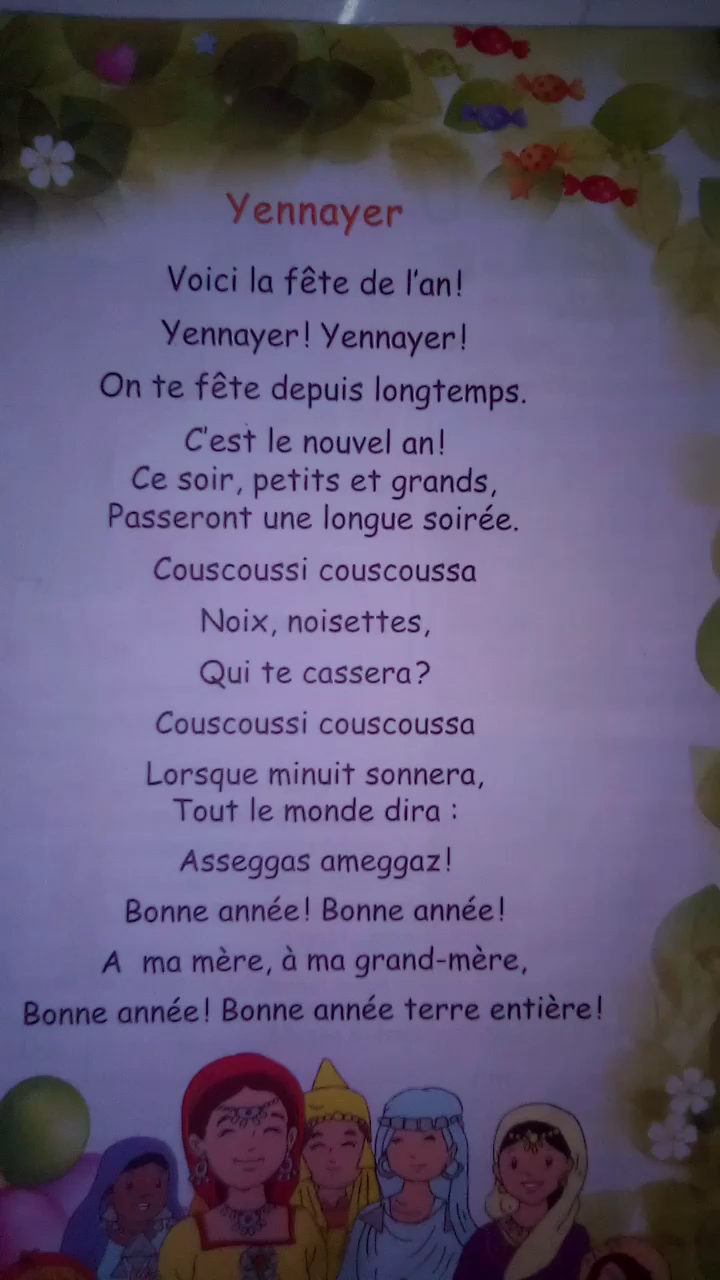 Yennayer
Voici la fête de l'an!
Yennayer! Yennayer!
On te fête depuis longtemps.
C'est le nouvel an!
Ce soir, petits et grands,
Passeront une longue soirée.
Couscoussi couscoussa
Noix, noisettes,
Qui te cassera?
Couscoussi couscoussa
Lorsque minuit sonnera,
Tout le monde dira :
Asseggas ameggaz!
Bonne année! Bonne année!
A ma mère, à ma grand-mère,
Bonne année! Bonne année terre entière!